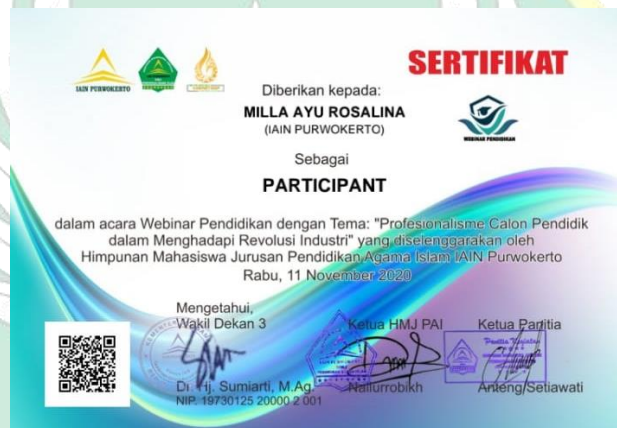 SERTIFIKAT
IAIN PURWOKERTO
Diberikan kepada:
MILLA AYU ROSALINA
(IAIN PURWOKERTO)
WEBINAR PENDIDIKAN
Sebagai
PARTICIPANT
dalam acara Webinar Pendidikan dengan Tema: "Profesionalisme Calon Pendidik
dalam Menghadapi Revolusi Industri" yang diselenggarakan oleh
Himpunan Mahasiswa Jurusan Pendidikan Agama Islam IAIN Purwokerto
Rabu, 11 November 2020
Mengetahui,
Wakil Dekan 3
Ketua HMJ PAI
Ketua Panitia
Dr. Hj. Sumiarti, M.Ag.
Nailurrobikh
Anteng Setiawati
NIP. 19730125 20000 2 001